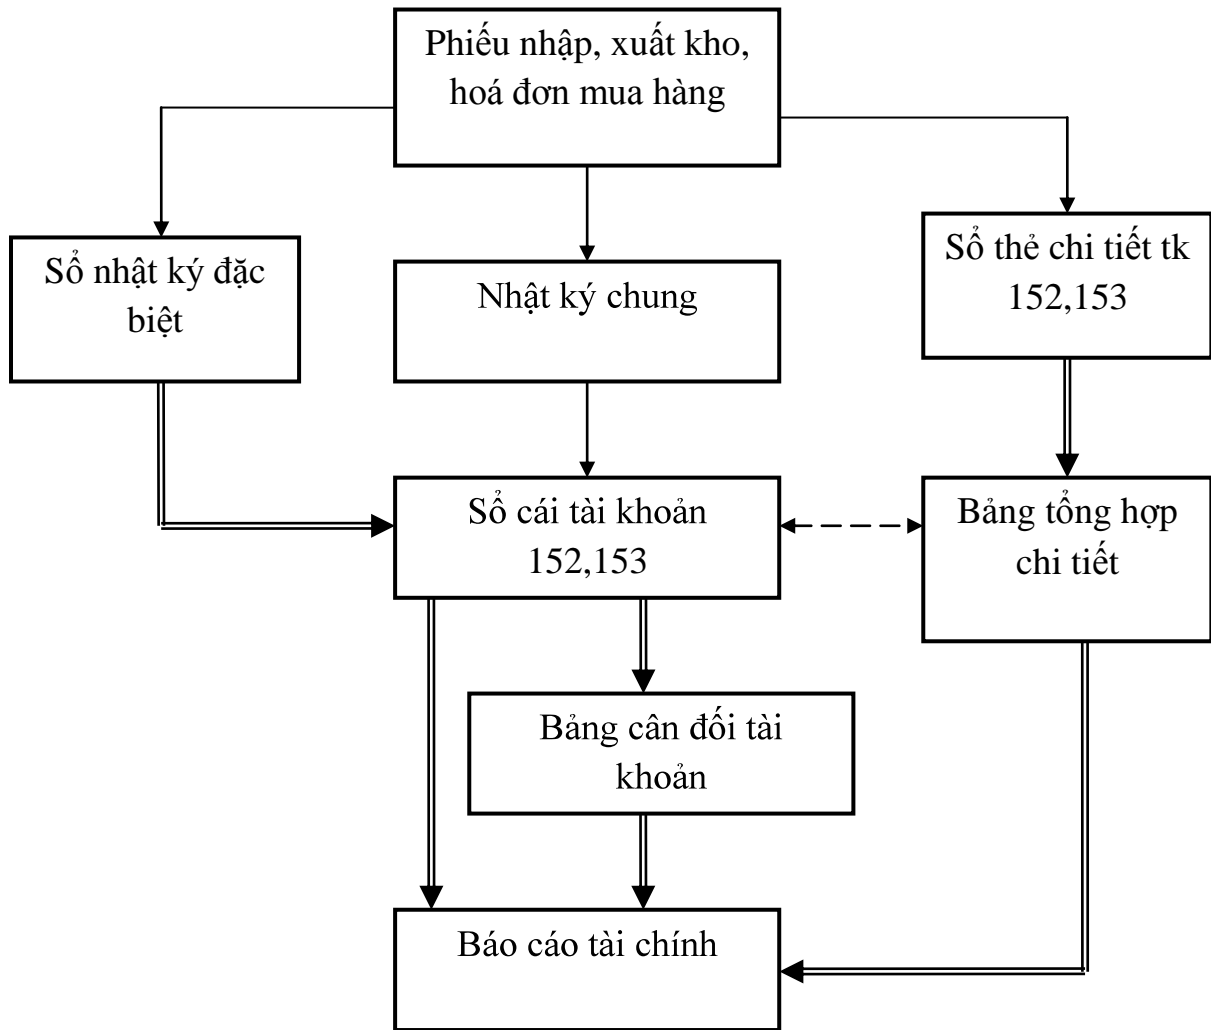 Phiếu nhập, xuất kho,
hoá đơn mua hàng
Sổ nhật ký đặc
biệt
Nhật ký chung
Sổ thẻ chi tiết tk
152,153
Sổ cái tài khoản
152,153
Bảng tổng hợp
chi tiết
Bảng cân đối tài
khoản
Báo cáo tài chính